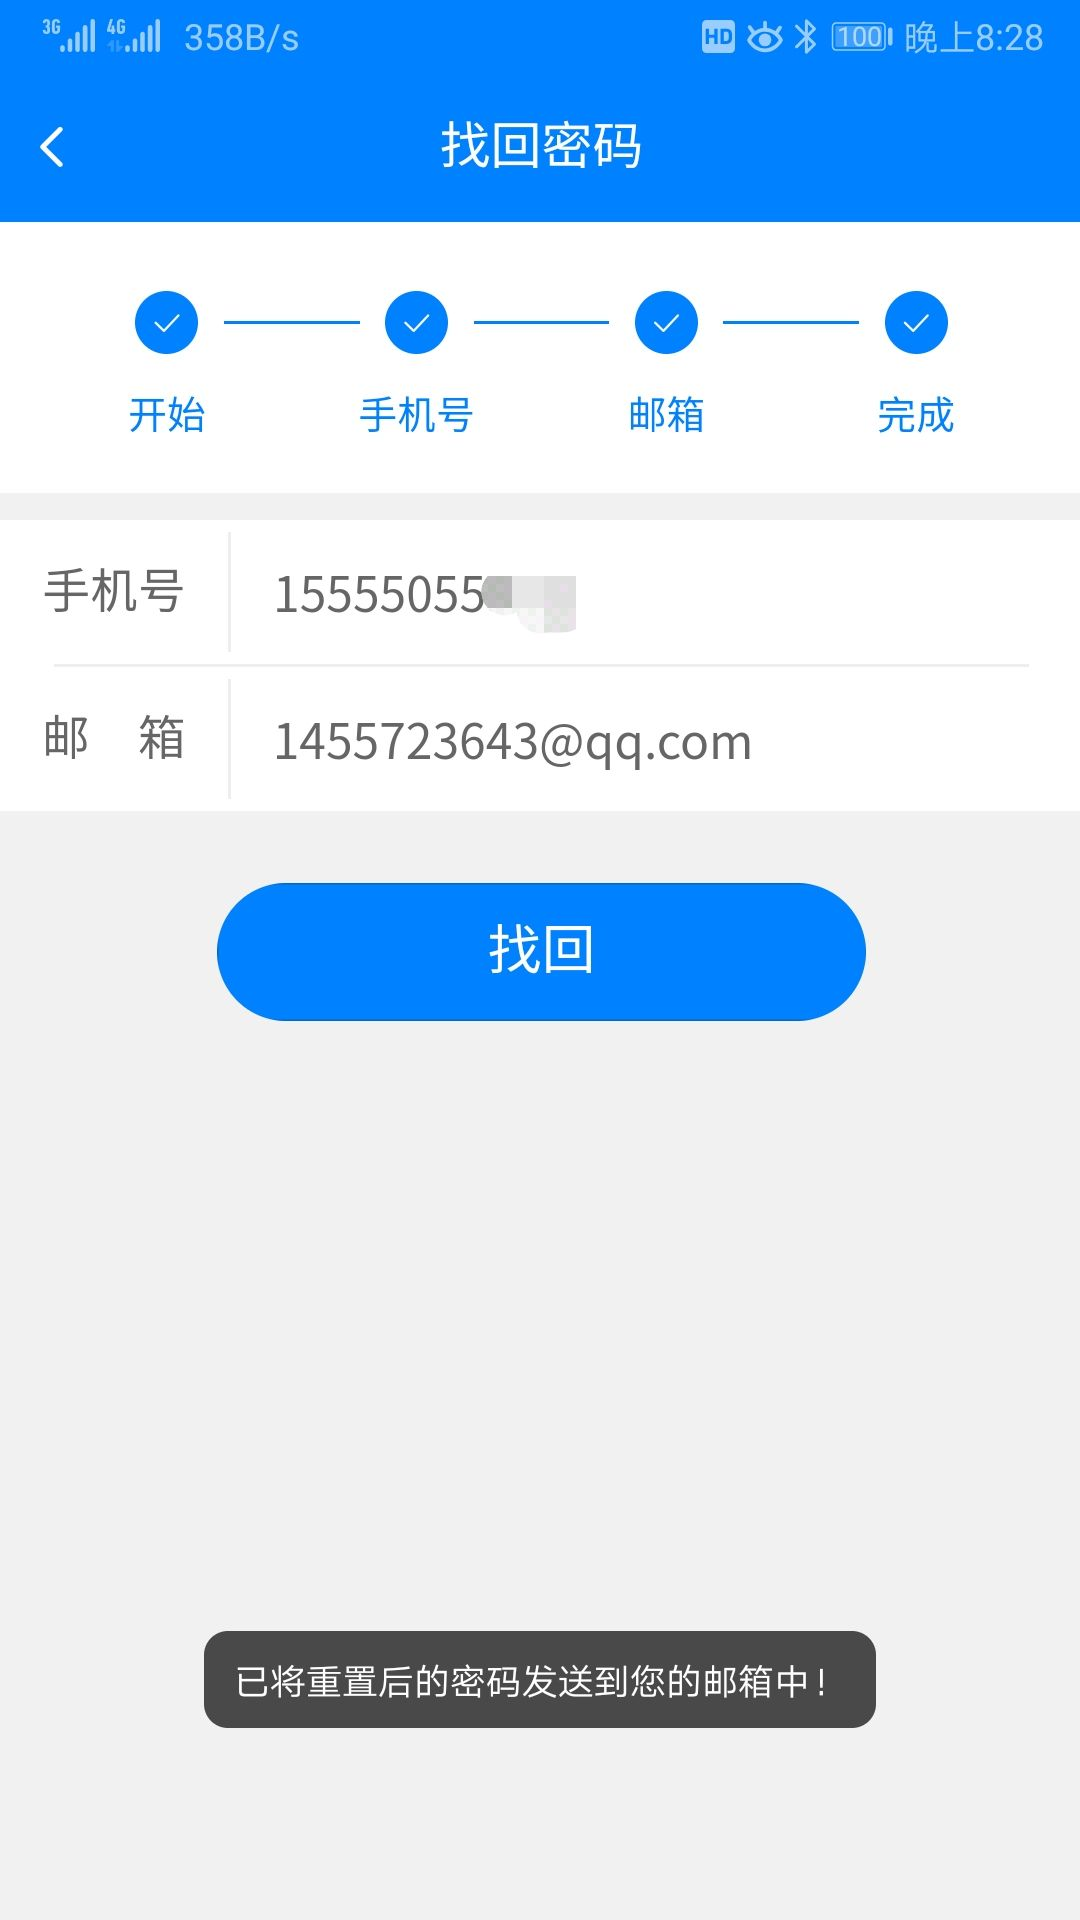 3G 4G 358B/s HD 100 晚上8:28
找回密码
开始 手机号 邮箱 完成
手机号 15555055
邮 箱 1455723643@qq.com
找回
已将重置后的密码发送到您的邮箱中!